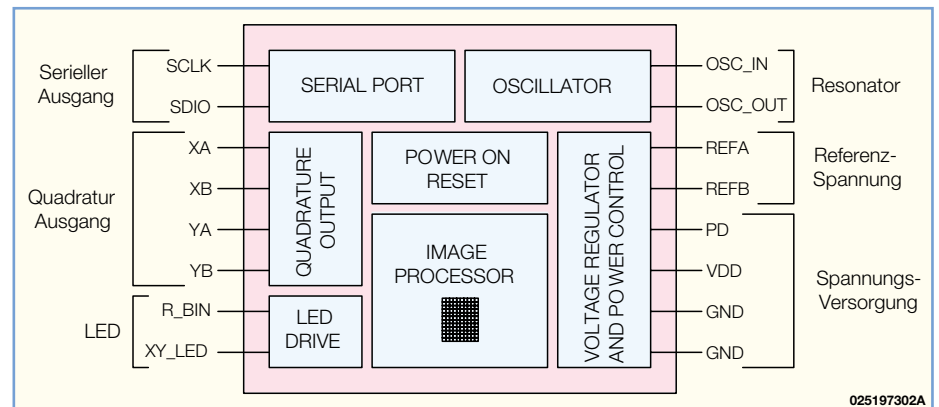 Serieller
Ausgang
SCLK
SDIO
SERIAL PORT
OSCILLATOR
OSC_IN
OSC_OUT
Resonator
Quadratur
Ausgang
XA
XB
YA
YB
QUADRATURE
OUTPUT
POWER ON
RESET
IMAGE
PROCESSOR
VOLTAGE REGULATOR
AND POWER CONTROL
REFA
REFB
Referenz-
Spannung
PD
VDD
GND
GND
Spannungs-
Versorgung
LED
R_BIN
XY_LED
LED
DRIVE
025197302A